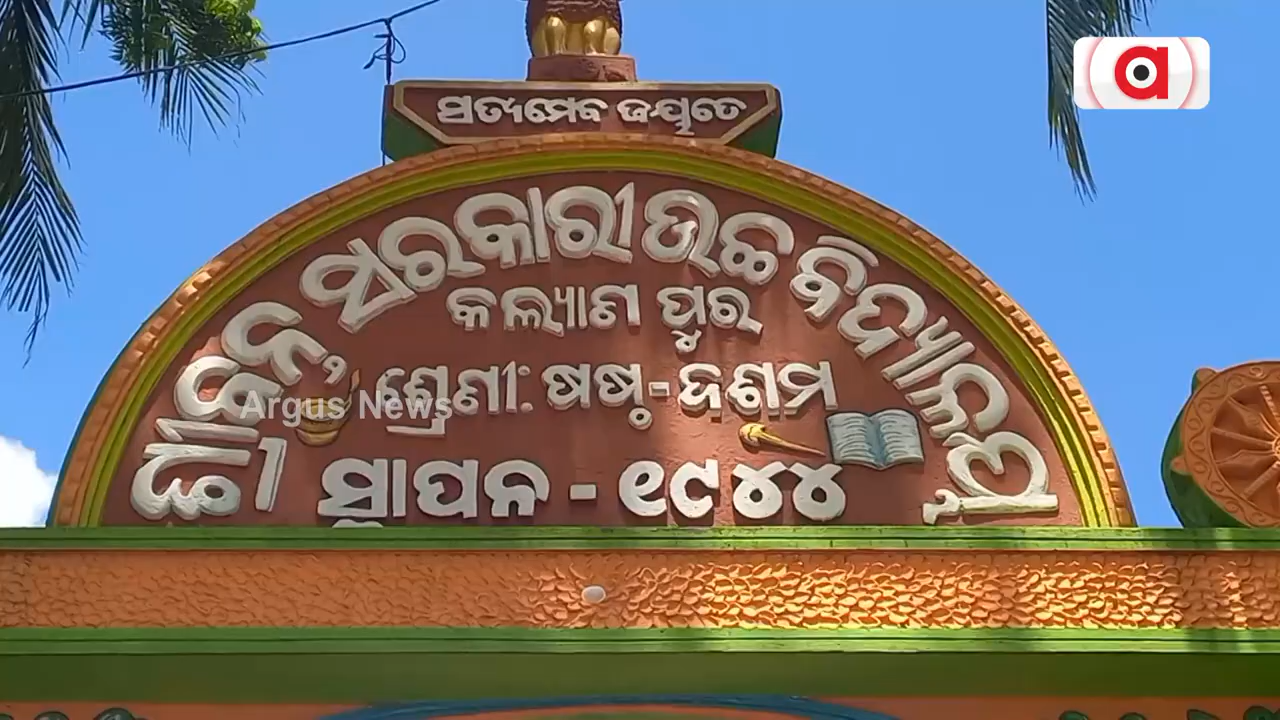 ସତ୍ୟମେବ ଜୟତେ
ସରକାରୀ ଉଚ୍ଚ ବିଦ୍ୟାଳୟ
କଲ୍ୟାଣ ପୁର
ଶ୍ରେଣୀଃ ଷଷ୍ଠ-ଦଶମ
ସ୍ଥାପନ - ୧୯୪୪
Argus News
a